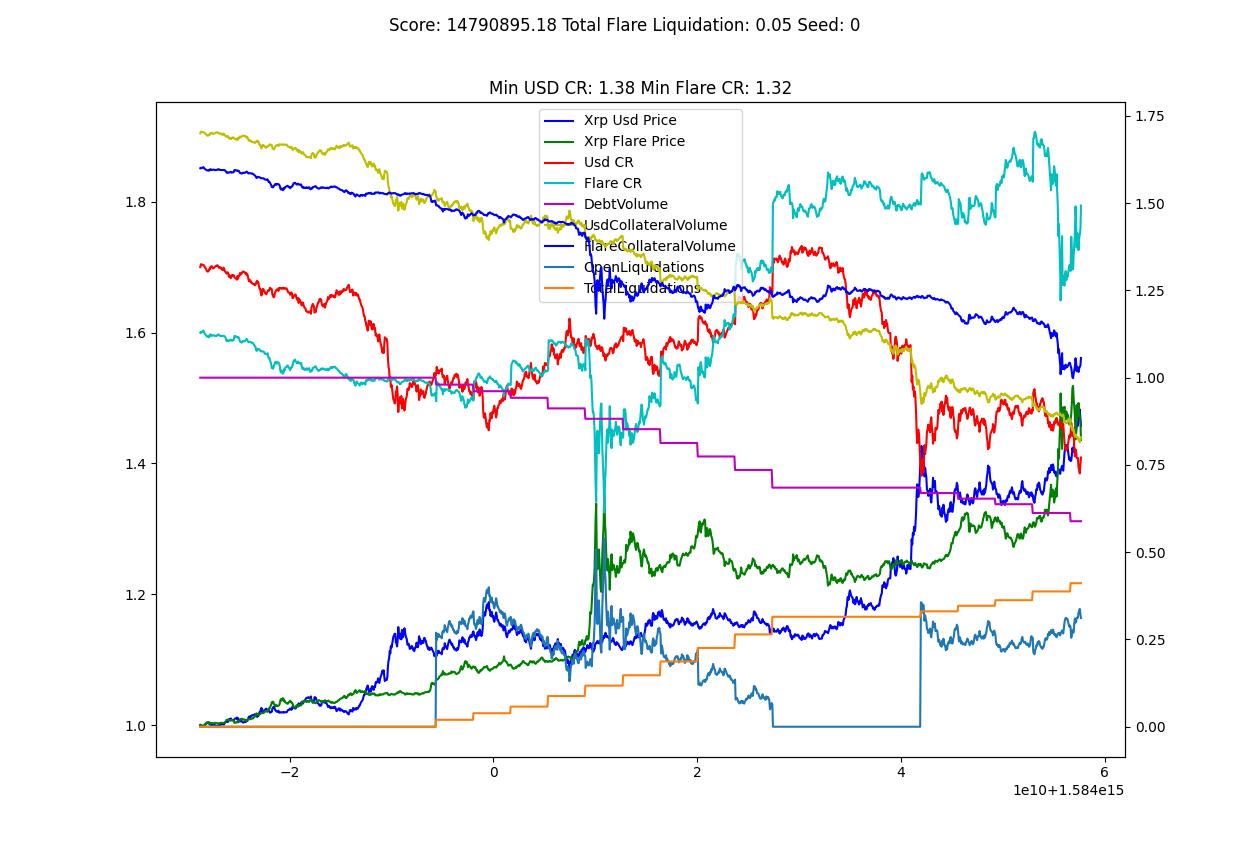 Score: 14790895.18 Total Flare Liquidation: 0.05 Seed: 0
Min USD CR: 1.38 Min Flare CR: 1.32
Xrp Usd Price
Xrp Flare Price
Usd CR
Flare CR
DebtVolume
UsdCollateralVolume
FlareCollateralVolume
OpenLiquidations
TotalLiquidations
1.8
1.6
1.4
1.2
1.0
1.75
1.50
1.25
1.00
0.75
0.50
0.25
0.00
−2
0
2
4
6
1e10+1.584e15